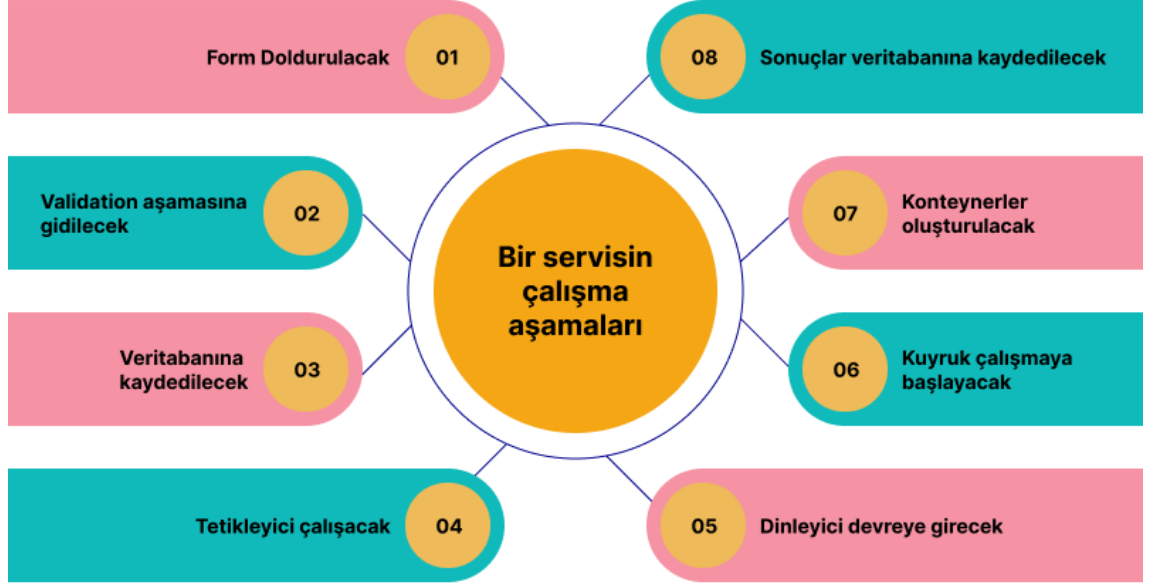 Bir servisin
çalışma
aşamaları
Form Doldurulacak
01
Validation aşamasına
gidilecek
02
Veritabanına
kaydedilecek
03
Tetikleyici çalışacak
04
05
Dinleyici devreye girecek
06
Kuyruk çalışmaya
başlayacak
07
Konteynerler
oluşturulacak
08
Sonuçlar veritabanına kaydedilecek